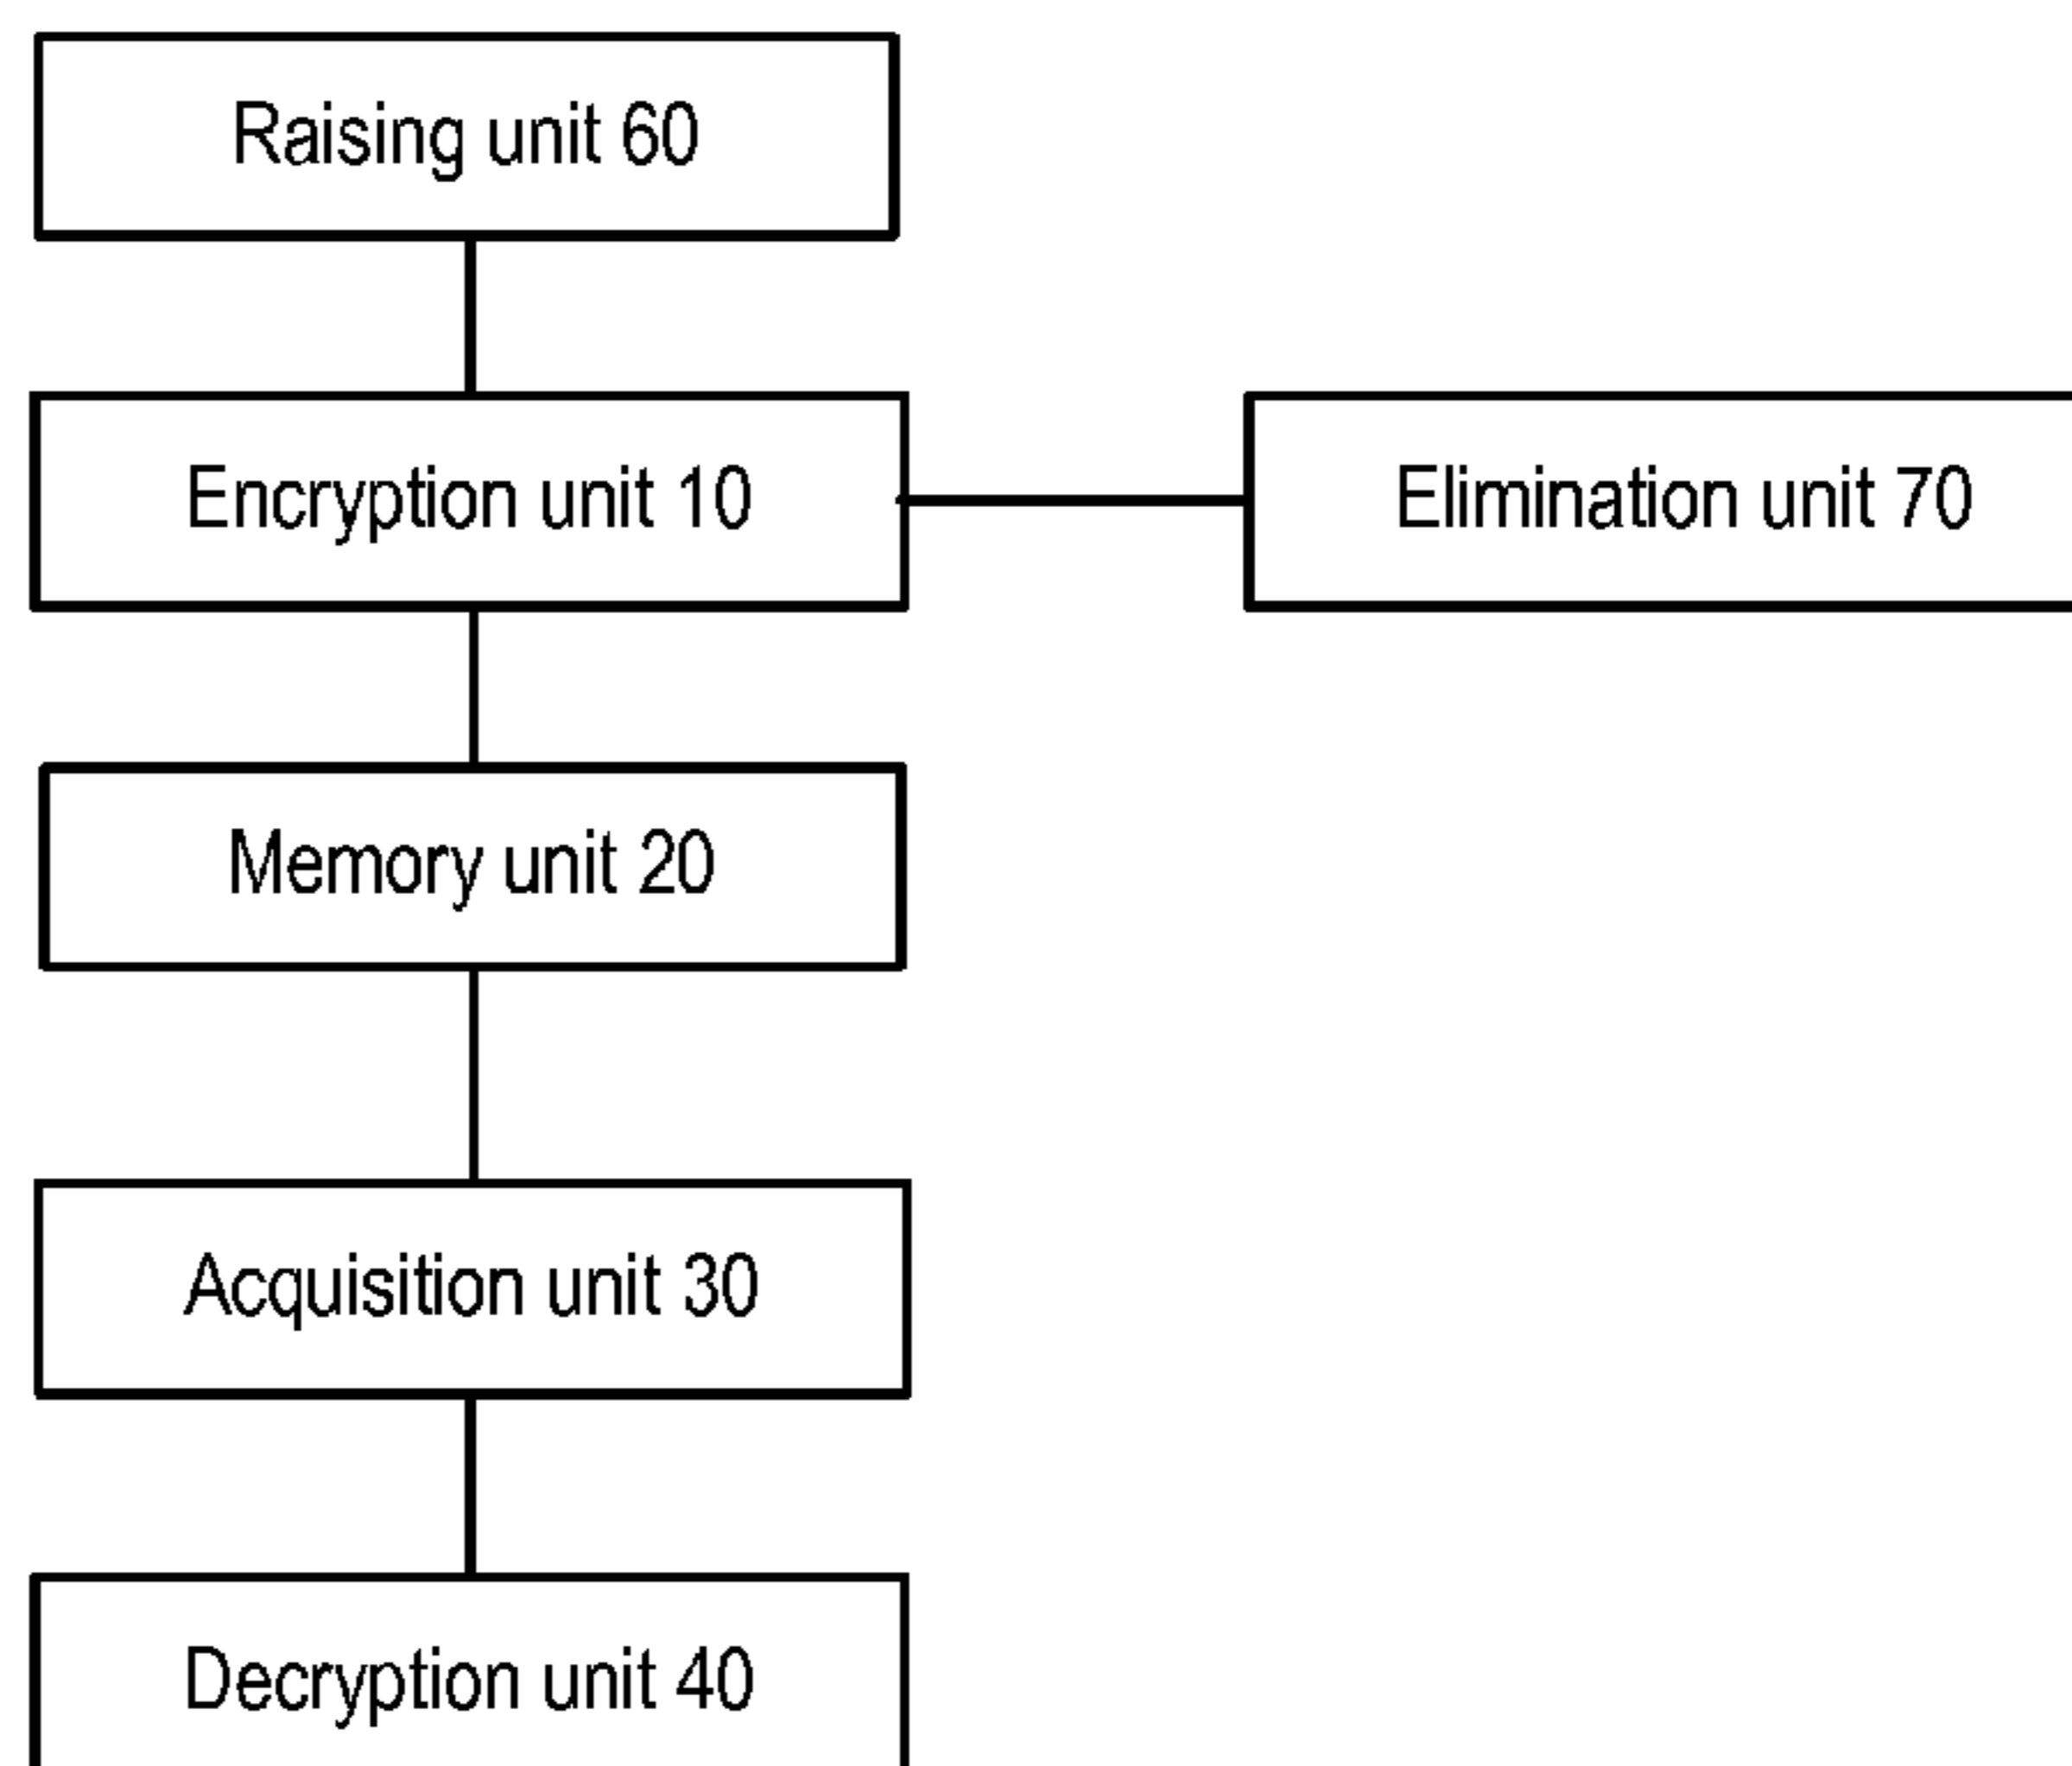 Raising unit 60
Encryption unit 10
Elimination unit 70
Memory unit 20
Acquisition unit 30
Decryption unit 40